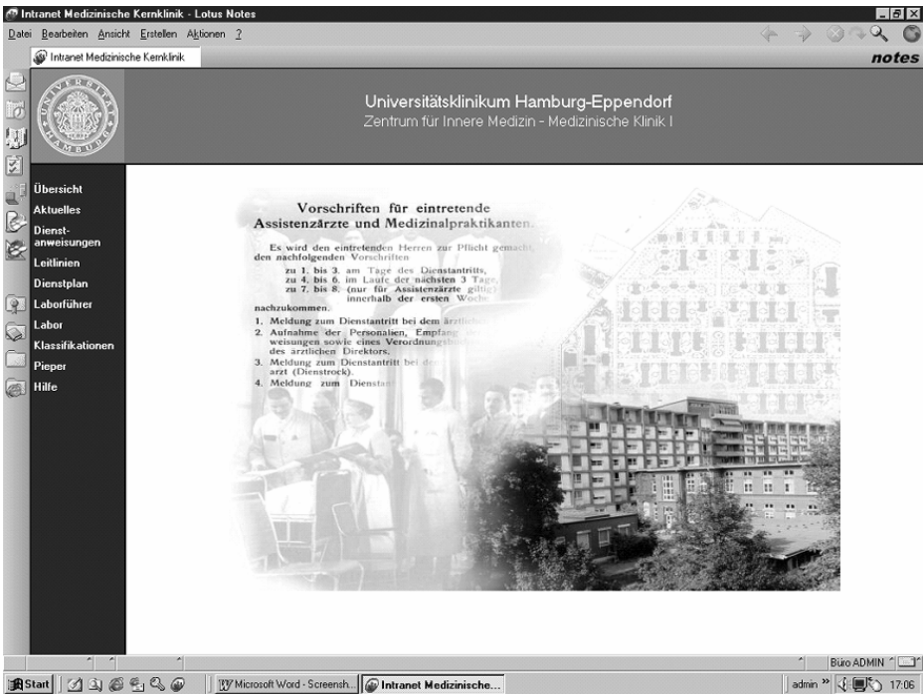 Intranet Medizinische Kernklinik - Lotus Notes
Datei Bearbeiten Ansicht Erstellen Aktionen ?
Intranet Medizinische Kernklinik
notes
UNIVERSITÄT
HAMBURG
Universitätsklinikum Hamburg-Eppendorf
Zentrum für Innere Medizin - Medizinische Klinik I
Übersicht
Aktuelles
Dienst-
anweisungen
Leitlinien
Dienstplan
Laborführer
Labor
Klassifikationen
Pieper
Hilfe
Vorschriften für eintretende
Assistenzärzte und Medizinalpraktikanten.
Es wird den eintretenden Herren zur Pflicht gemacht,
den nachfolgenden Vorschriften
zu 1. bis 3. am Tage des Dienstantritts,
zu 4. bis 6. im Laufe der nächsten 3 Tage,
zu 7. bis 8. (nur für Assistenzärzte giltig)
innerhalb der ersten Woche
nachzukommen.
1. Meldung zum Dienstantritt bei dem
2. Aufnahme der Personalien, Empfang
weisungen sowie eines
des ärztlichen Direktors.
3. Meldung zum Dienstantritt bei
arzt (Dienstrock).
4. Meldung zum
Büro ADMIN
Start
Microsoft Word - Screensh...
Intranet Medizinische...
admin »
17:06